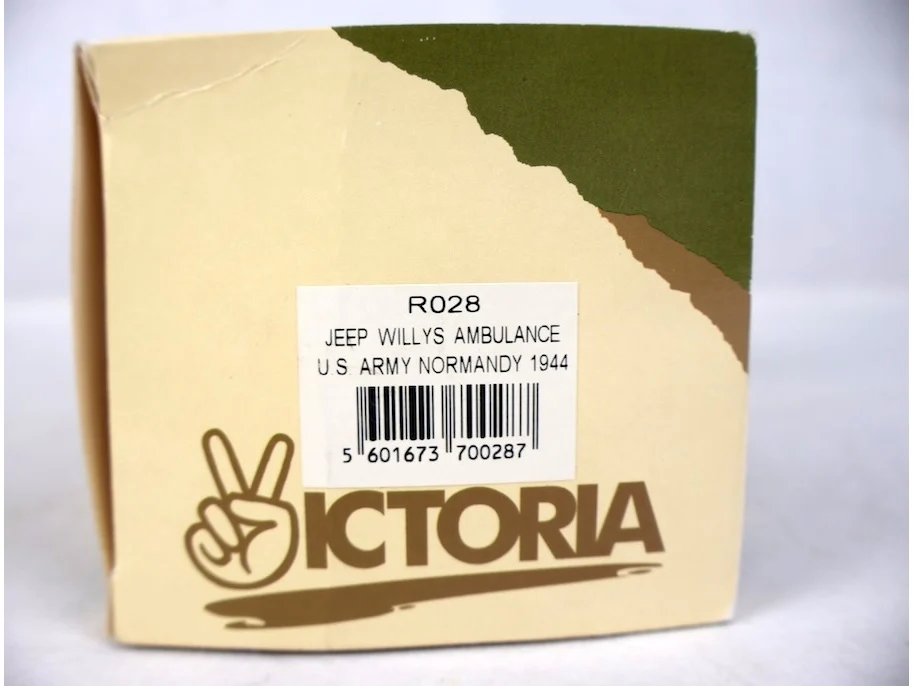 R028
JEEP WILLYS AMBULANCE
U.S. ARMY NORMANDY 1944
5 601673 700287
VICTORIA